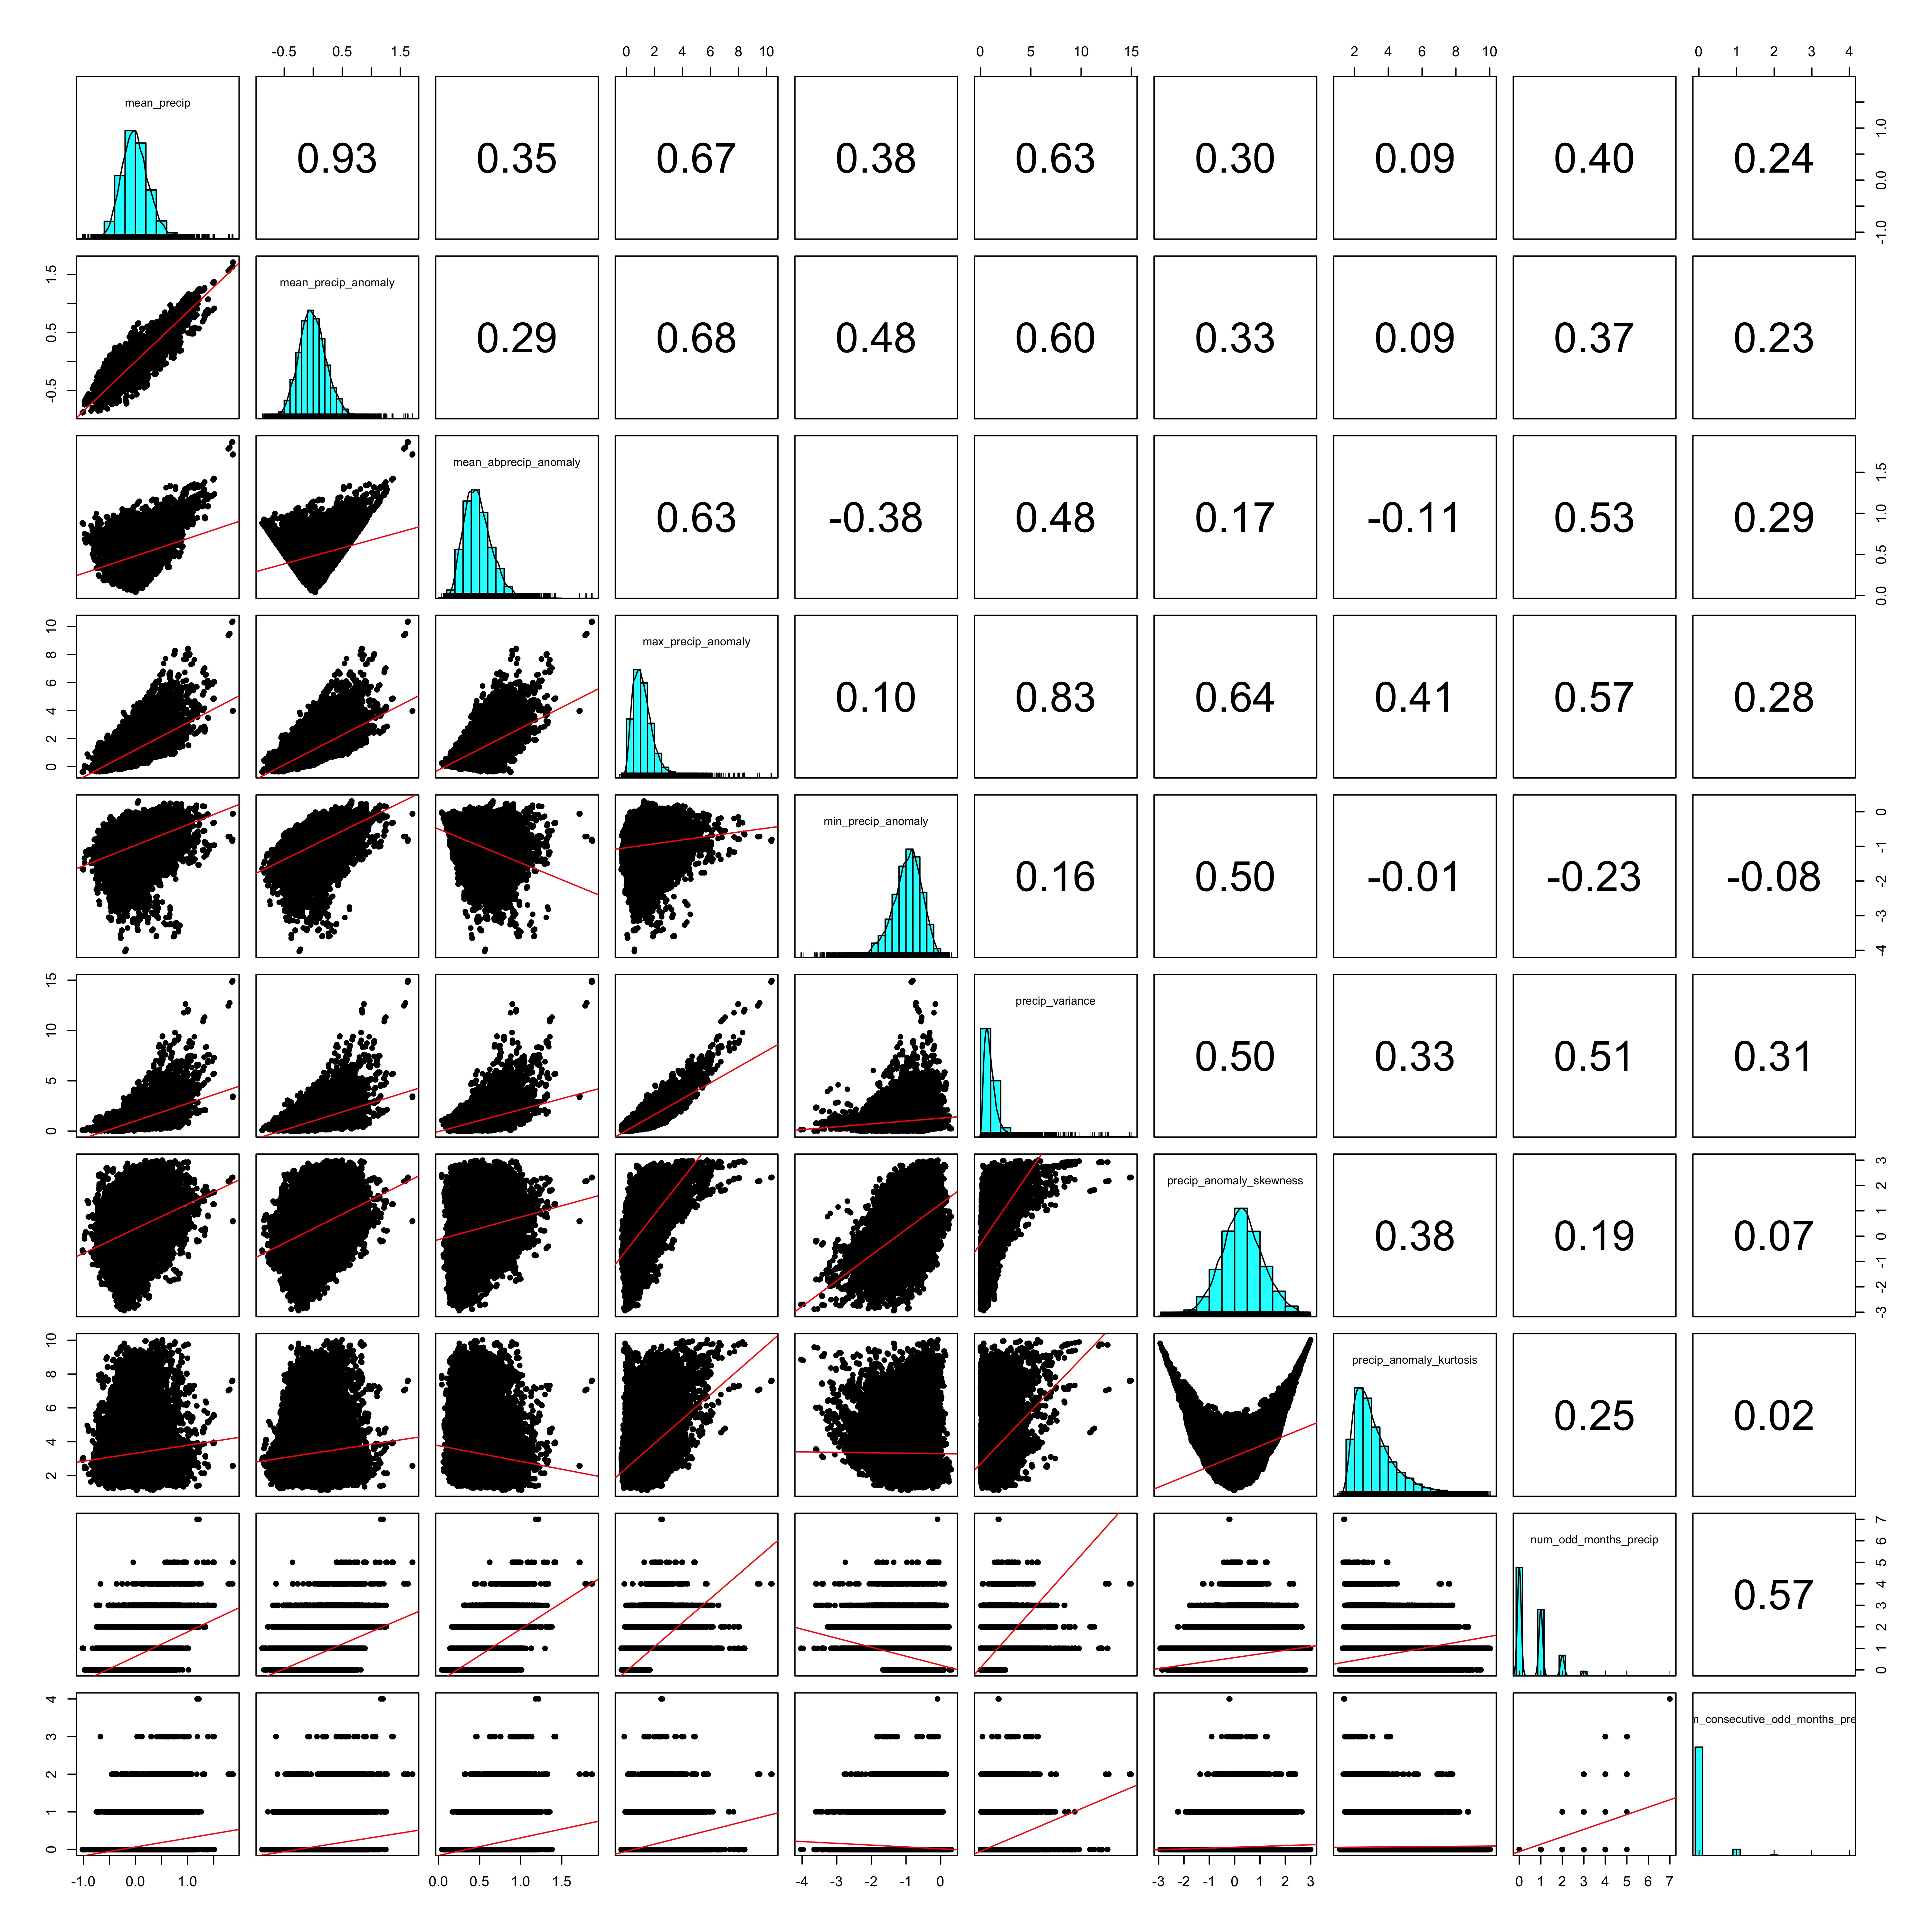 -0.5 0.5 1.5 0 2 4 6 8 10 0 5 10 15 2 4 6 8 10 0 1 2 3 4
mean_precip 0.93 0.35 0.67 0.38 0.63 0.30 0.09 0.40 0.24 -1.0 0.0 1.0
-0.5 0.5 1.5 mean_precip_anomaly 0.29 0.68 0.48 0.60 0.33 0.09 0.37 0.23
mean_abprecip_anomaly 0.63 -0.38 0.48 0.17 -0.11 0.53 0.29 0.0 0.5 1.0 1.5
0 2 4 6 8 10 max_precip_anomaly 0.10 0.83 0.64 0.41 0.57 0.28
min_precip_anomaly 0.16 0.50 -0.01 -0.23 -0.08 -4 -3 -2 -1 0
0 5 10 15 precip_variance 0.50 0.33 0.51 0.31
precip_anomaly_skewness 0.38 0.19 0.07 -3 -2 -1 0 1 2 3
2 4 6 8 10 precip_anomaly_kurtosis 0.25 0.02
num_odd_months_precip 0.57 0 1 2 3 4 5 6 7
0 1 2 3 4 m_consecutive_odd_months_pre
-1.0 0.0 1.0 0.0 0.5 1.0 1.5 -4 -3 -2 -1 0 -3 -2 -1 0 1 2 3 0 1 2 3 4 5 7